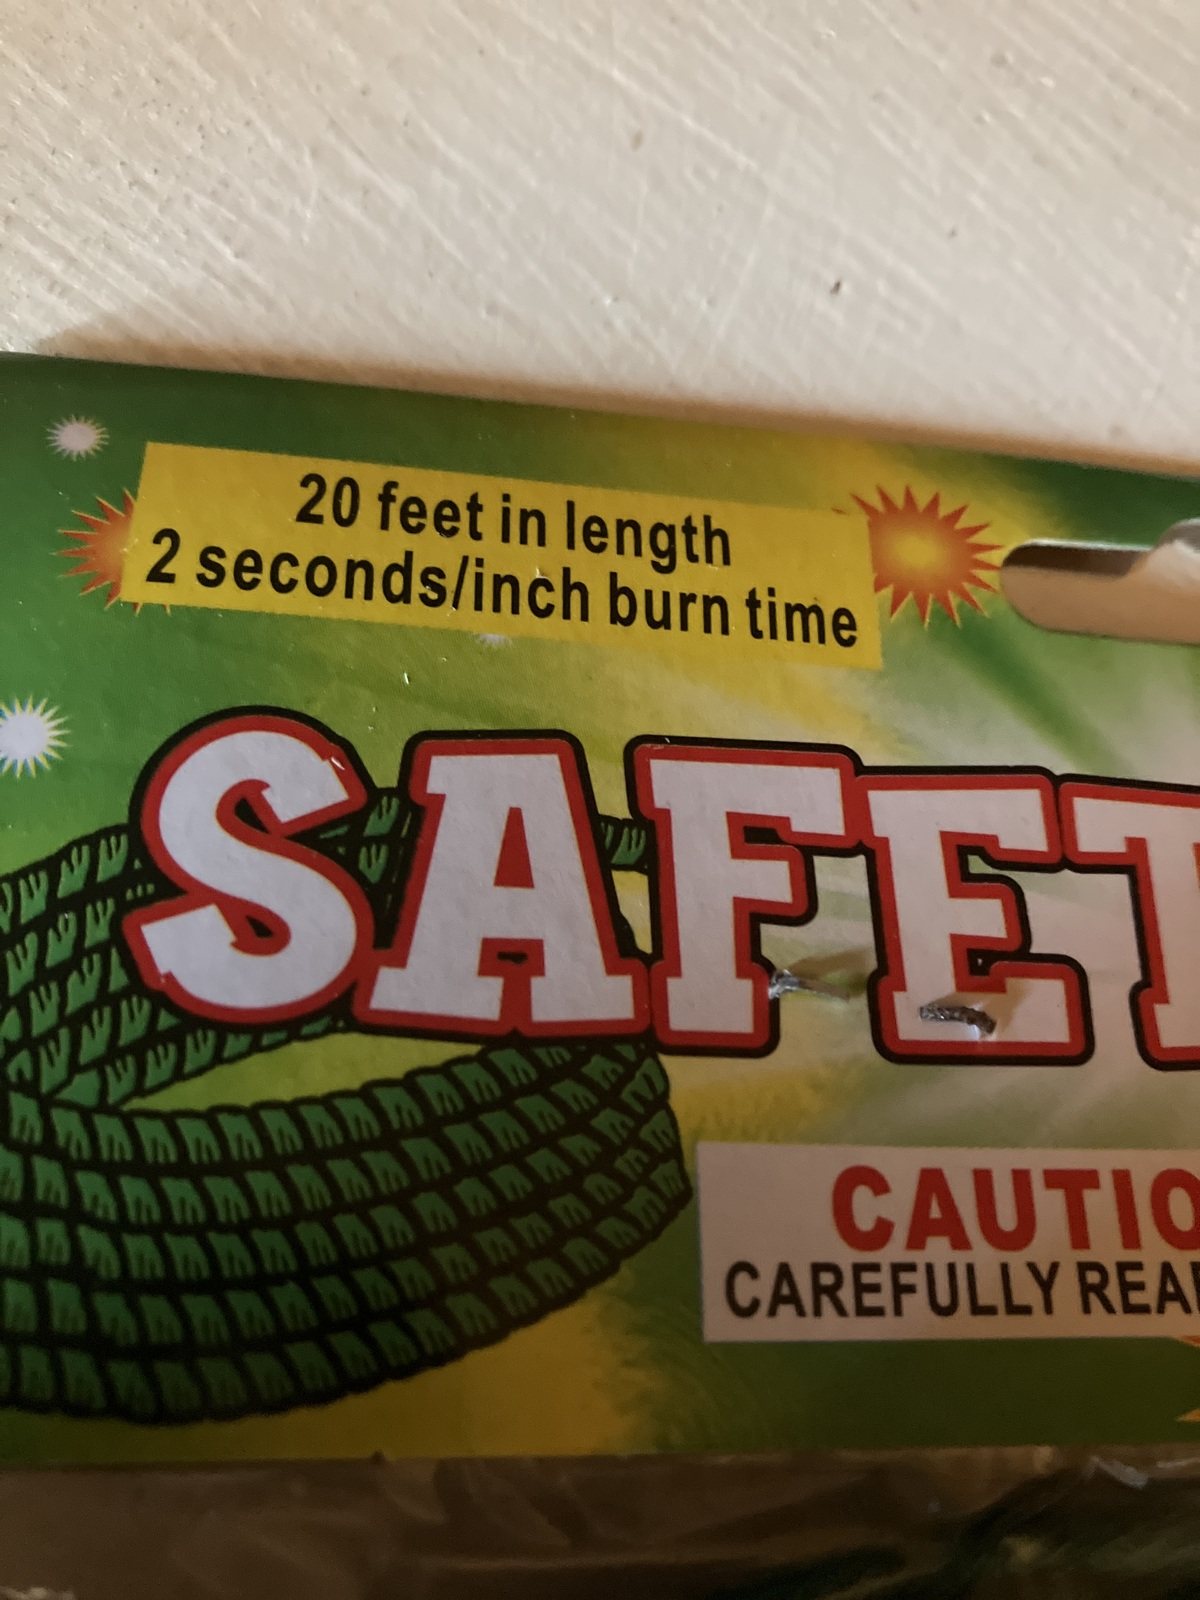 20 feet in length
2 seconds/inch burn time
SAFET
CAUTIO
CAREFULLY REA